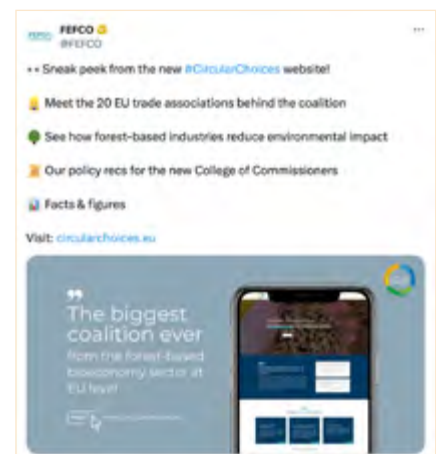 FEFCO
@FEFCO
Sneak peek from the new #CircularChoices website!
Meet the 20 EU trade associations behind the coalition
See how forest-based industries reduce environmental impact
Our policy recs for the new College of Commissioners
Facts & figures
Visit: circularchoices.eu
The biggest
coalition ever
from the forest-based
bioeconomy sector at
EU level